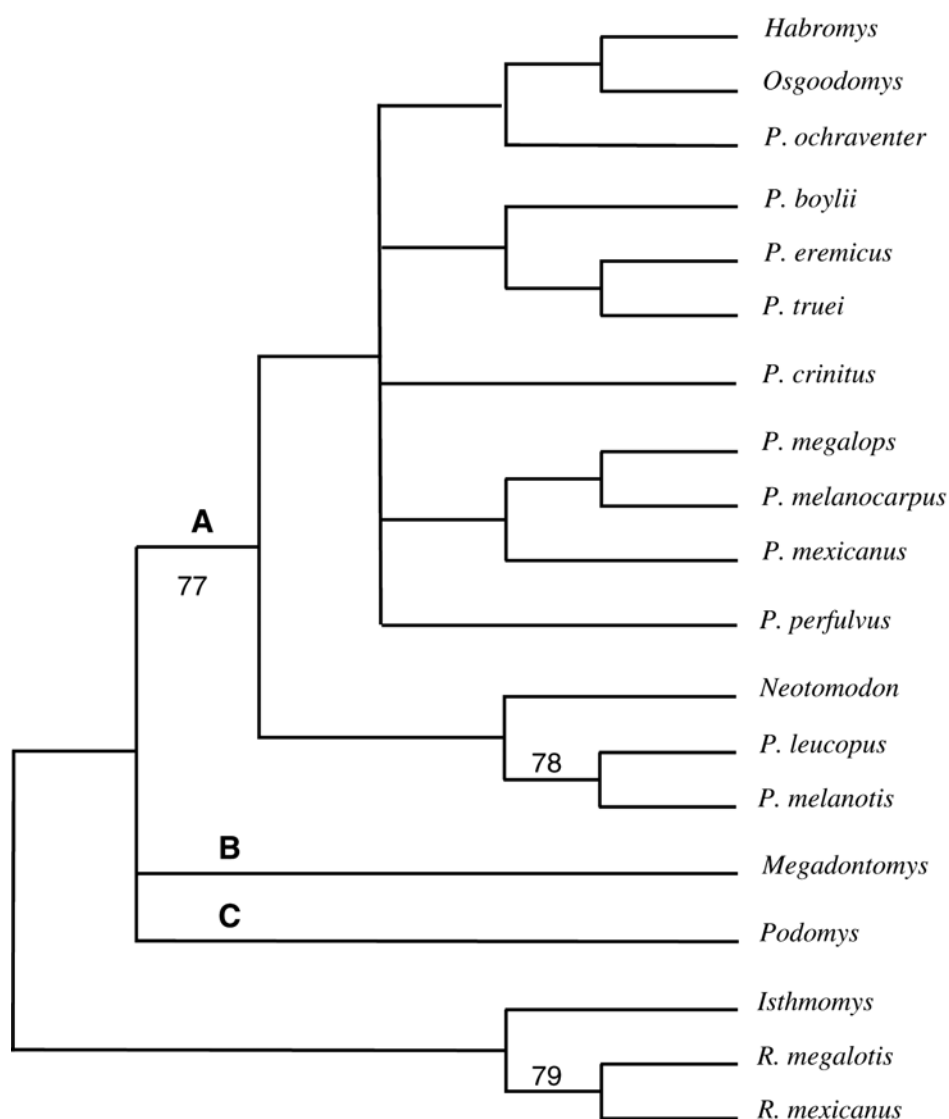 Habromys
Osgoodomys
P. ochraventer
P. boylii
P. eremicus
P. truei
P. crinitus
P. megalops
P. melanocarpus
A
P. mexicanus
77
P. perfulvus
Neotomodon
P. leucopus
78
P. melanotis
B
Megadontomys
C
Podomys
Isthmomys
R. megalotis
79
R. mexicanus